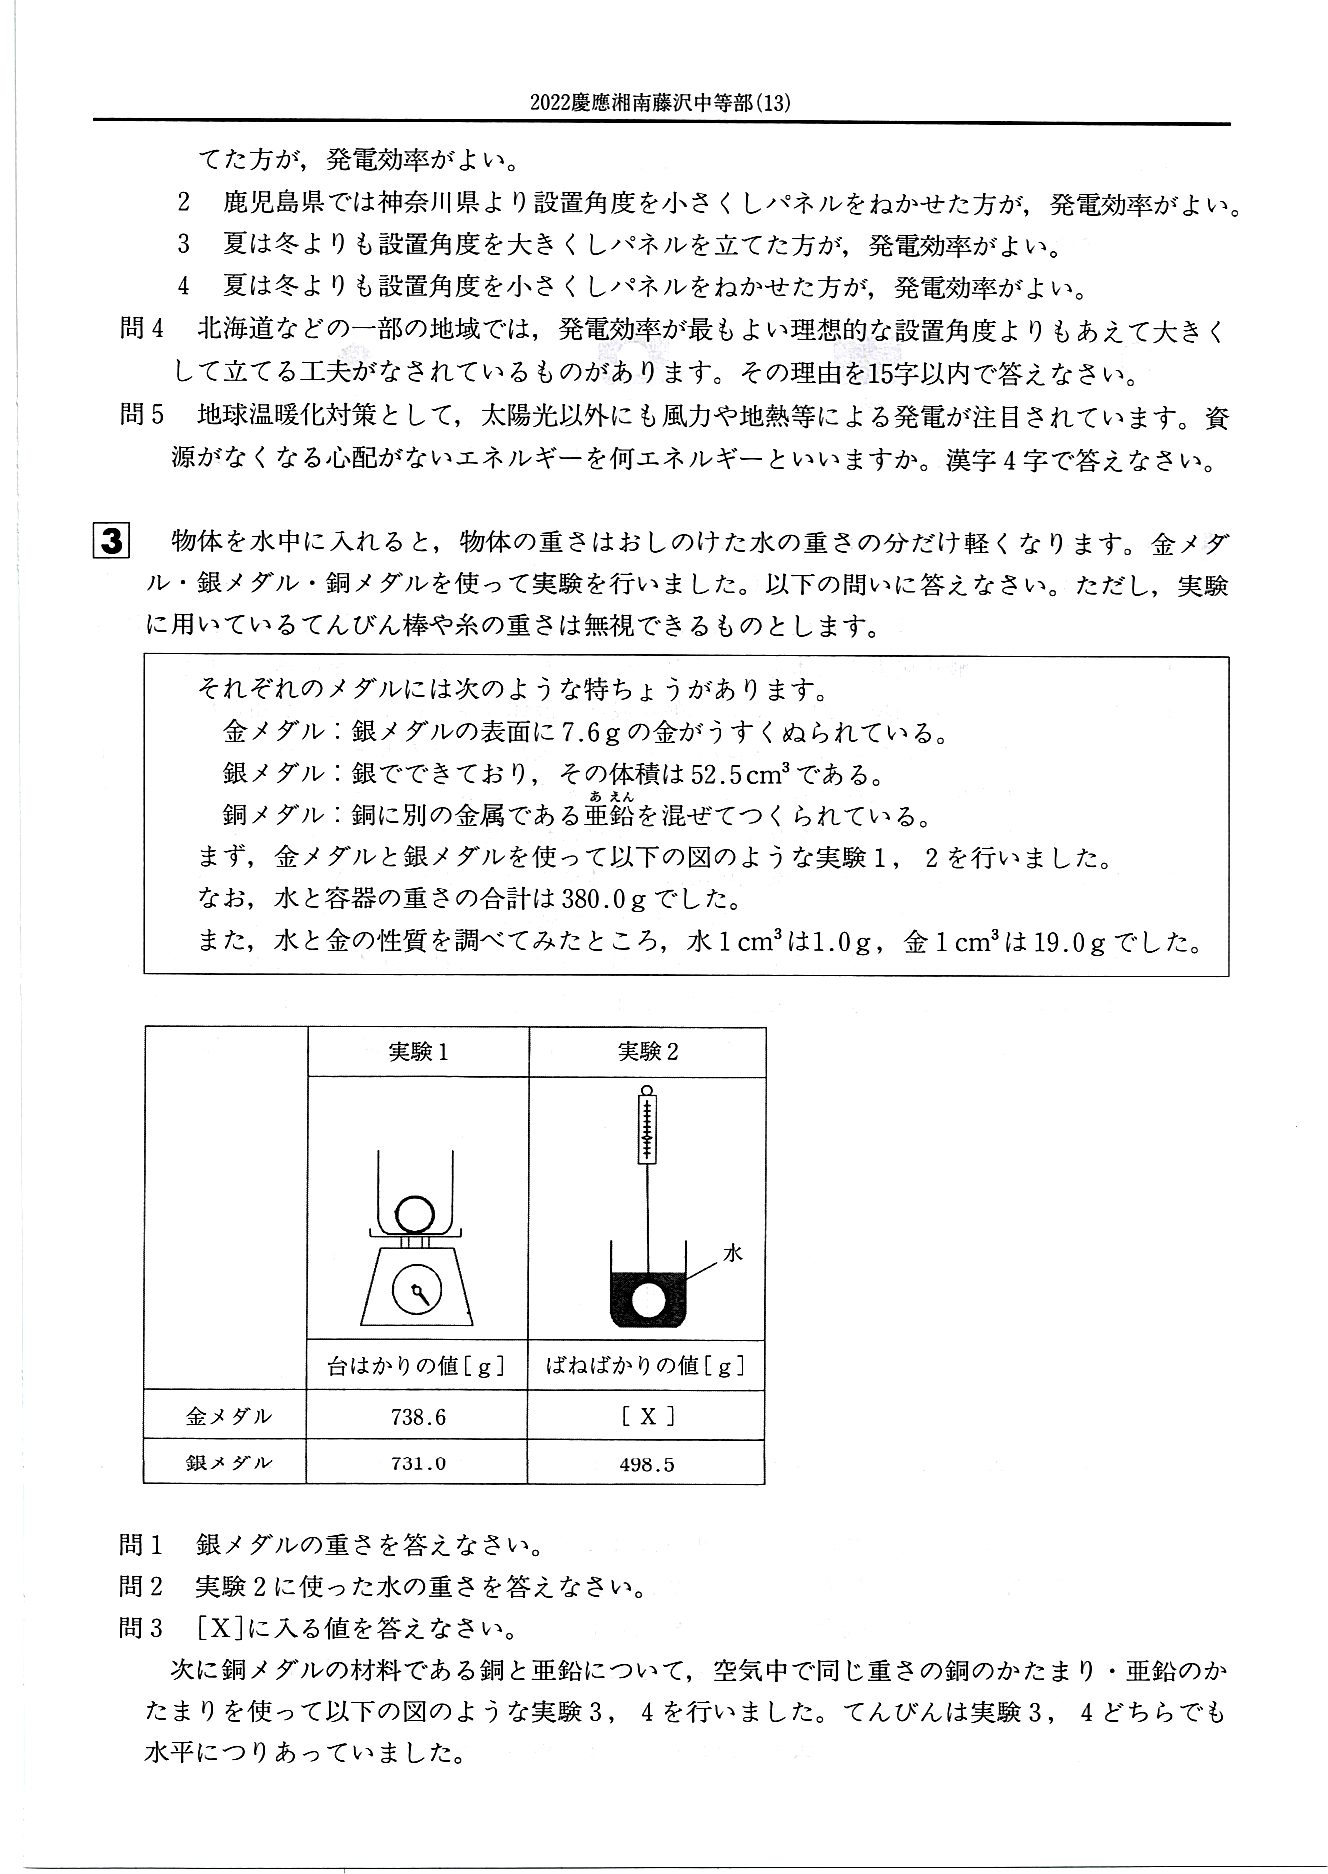 2022慶應湘南藤沢中等部(13)
てた方が，発電効率がよい。
2　鹿児島県では神奈川県より設置角度を小さくしパネルをねかせた方が，発電効率がよい。
3　夏は冬よりも設置角度を大きくしパネルを立てた方が，発電効率がよい。
4　夏は冬よりも設置角度を小さくしパネルをねかせた方が，発電効率がよい。
問4　北海道などの一部の地域では，発電効率が最もよい理想的な設置角度よりもあえて大きく
して立てる工夫がなされているものがあります。その理由を15字以内で答えなさい。
問5　地球温暖化対策として，太陽光以外にも風力や地熱等による発電が注目されています。資
源がなくなる心配がないエネルギーを何エネルギーといいますか。漢字4字で答えなさい。
3　物体を水中に入れると，物体の重さはおしのけた水の重さの分だけ軽くなります。金メダ
ル・銀メダル・銅メダルを使って実験を行いました。以下の問いに答えなさい。ただし，実験
に用いているてんびん棒や糸の重さは無視できるものとします。
それぞれのメダルには次のような特ちょうがあります。
金メダル：銀メダルの表面に7.6gの金がうすくぬられている。
銀メダル：銀でできており，その体積は52.5cm³である。
あえん
銅メダル：銅に別の金属である亜鉛を混ぜてつくられている。
まず，金メダルと銀メダルを使って以下の図のような実験1，2を行いました。
なお，水と容器の重さの合計は380.0gでした。
また，水と金の性質を調べてみたところ，水1cm³は1.0g，金1cm³は19.0gでした。
実験1　実験2
水
台はかりの値[g]　ばねばかりの値[g]
金メダル　738.6　[X]
銀メダル　731.0　498.5
問1　銀メダルの重さを答えなさい。
問2　実験2に使った水の重さを答えなさい。
問3　[X]に入る値を答えなさい。
次に銅メダルの材料である銅と亜鉛について，空気中で同じ重さの銅のかたまり・亜鉛のか
たまりを使って以下の図のような実験3，4を行いました。てんびんは実験3，4どちらでも
水平につりあっていました。